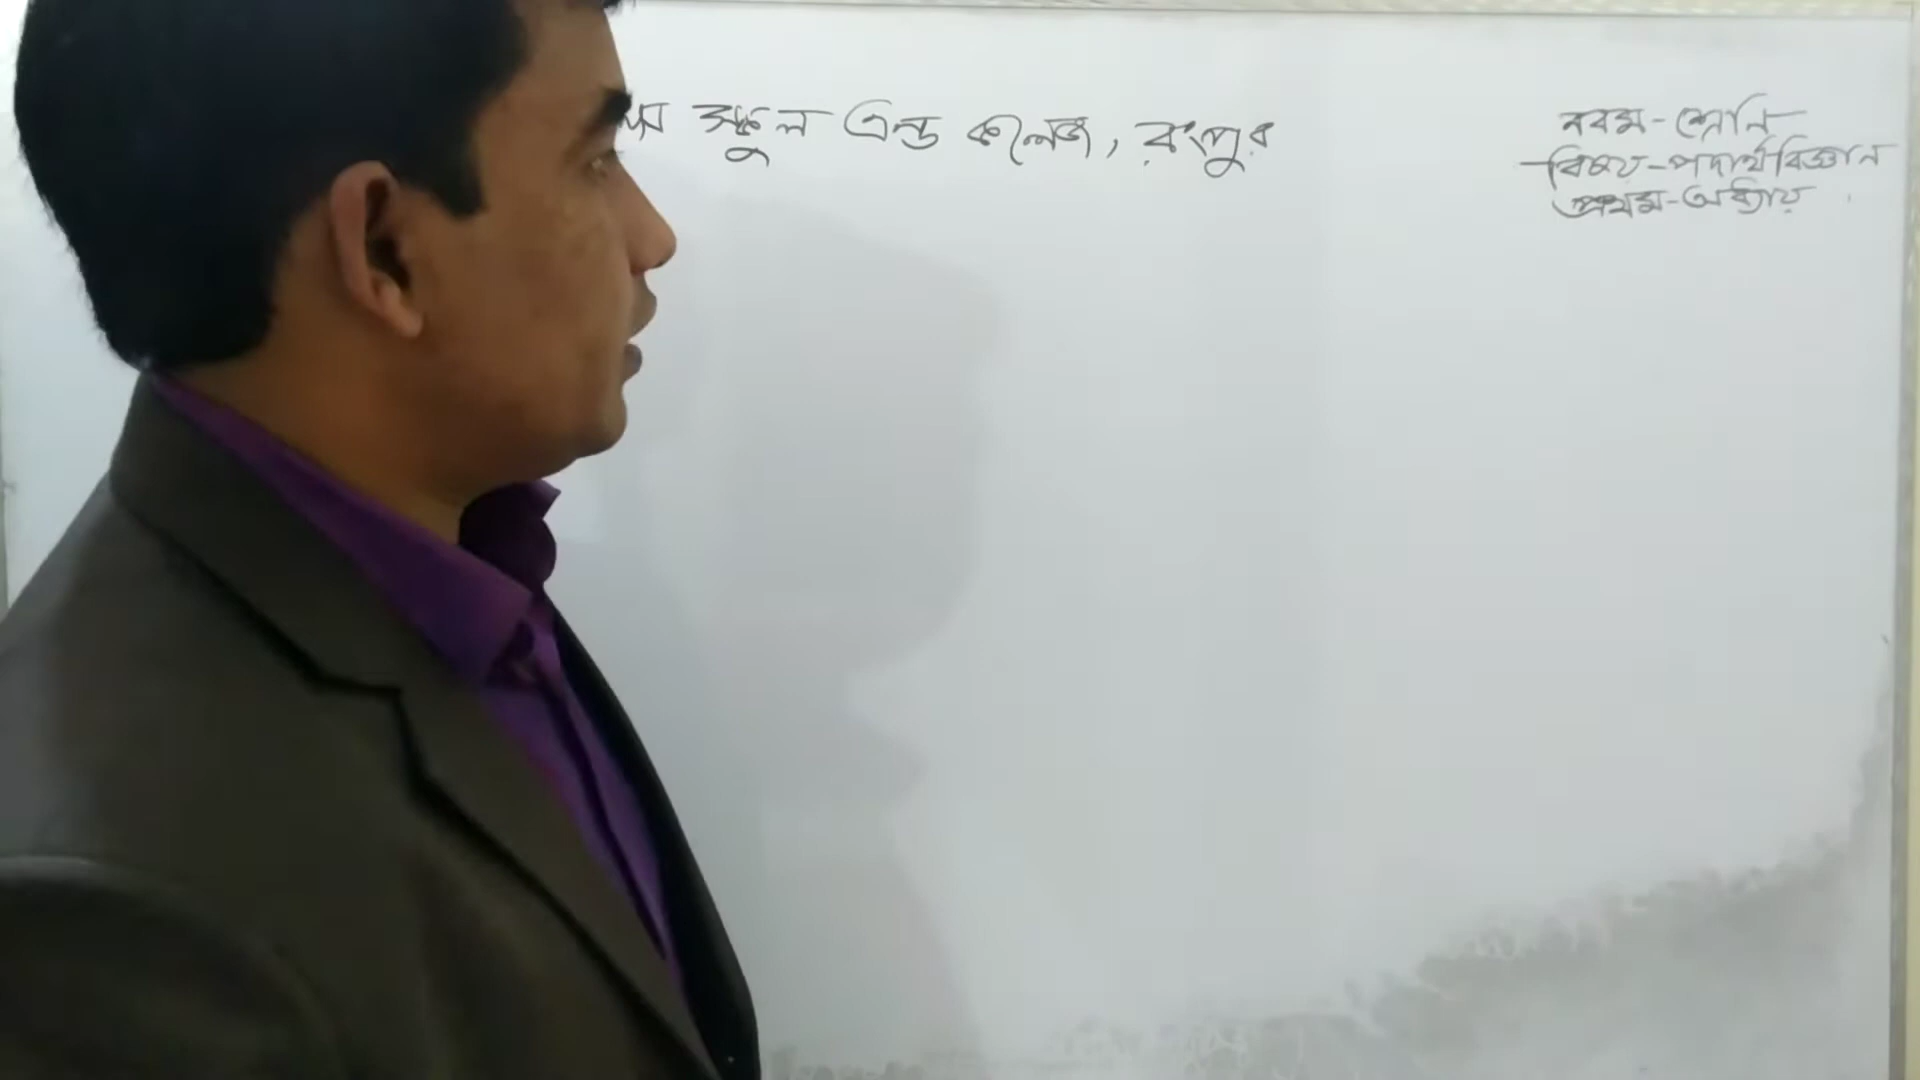 স্কুল এন্ড কলেজ, রংপুর
নবম-শ্রেনি
বিষয়-পদার্থবিজ্ঞান
প্রথম-অধ্যায়